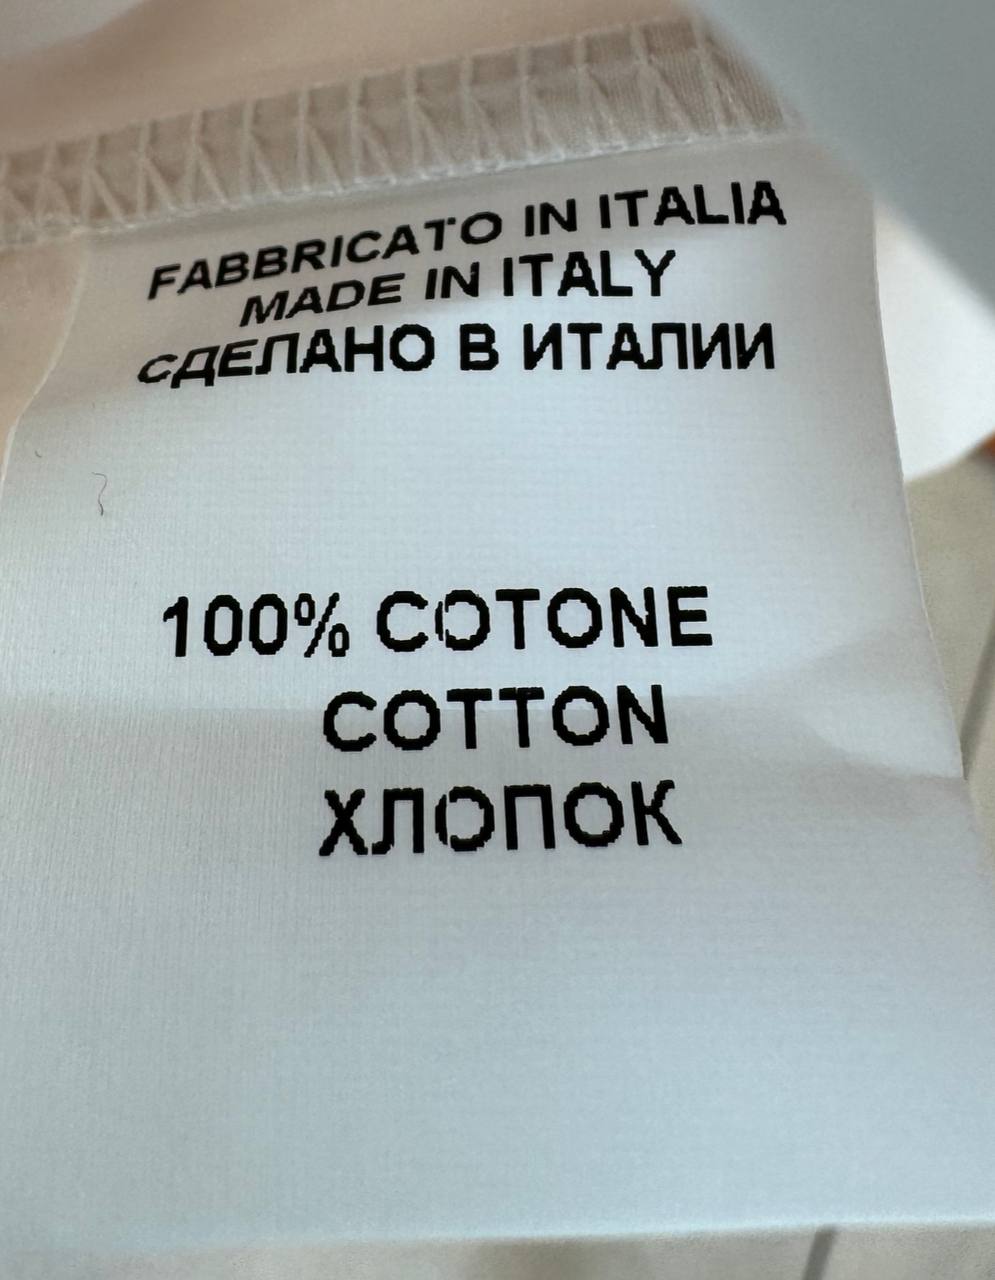 FABBRICATO IN ITALIA
MADE IN ITALY
СДЕЛАНО В ИТАЛИИ
100% COTONE
COTTON
ХЛОПОК